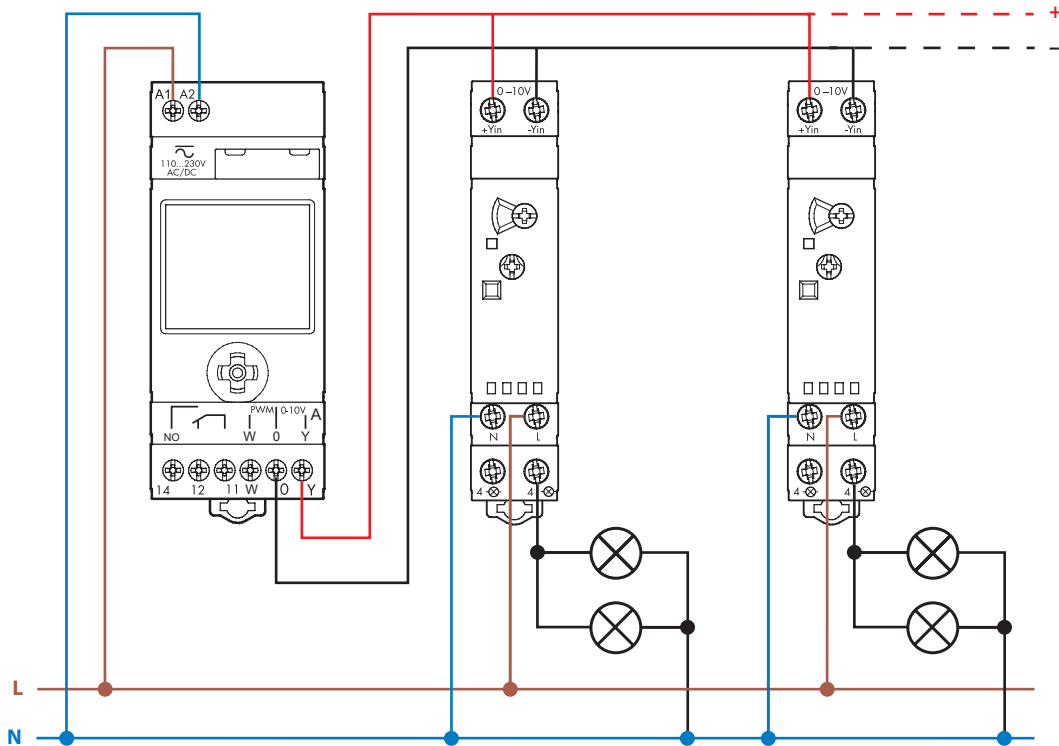 +
–
A1 A2
110...230V
AC/DC
PWM 0-10V A
NO W 0 Y
14 12 11 W O Y
0 –10V
+Yin -Yin
N L
4 4
0 –10V
+Yin -Yin
N L
4 4
L
N